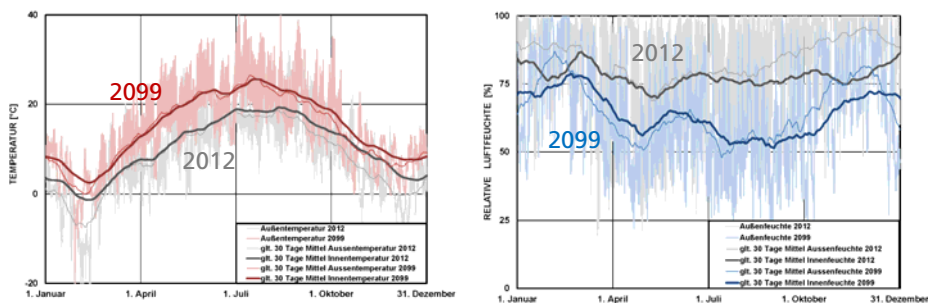 40
20
0
-20
TEMPERATUR [°C]
2099
2012
Außentemperatur 2012
Außentemperatur 2099
glt. 30 Tage Mittel Aussentemperatur 2012
glt. 30 Tage Mittel Innentemperatur 2012
glt. 30 Tage Mittel Aussentemperatur 2099
glt. 30 Tage Mittel Innentemperatur 2099
1. Januar 1. April 1. Juli 1. Oktober 31. Dezember
100
75
50
25
0
RELATIVE LUFTFEUCHTE [%]
2012
2099
Außenfeuchte 2012
Außenfeuchte 2099
glt. 30 Tage Mittel Aussenfeuchte 2012
glt. 30 Tage Mittel Innenfeuchte 2012
glt. 30 Tage Mittel Aussenfeuchte 2099
glt. 30 Tage Mittel Innenfeuchte 2099
1. Januar 1. April 1. Juli 1. Oktober 31. Dezember